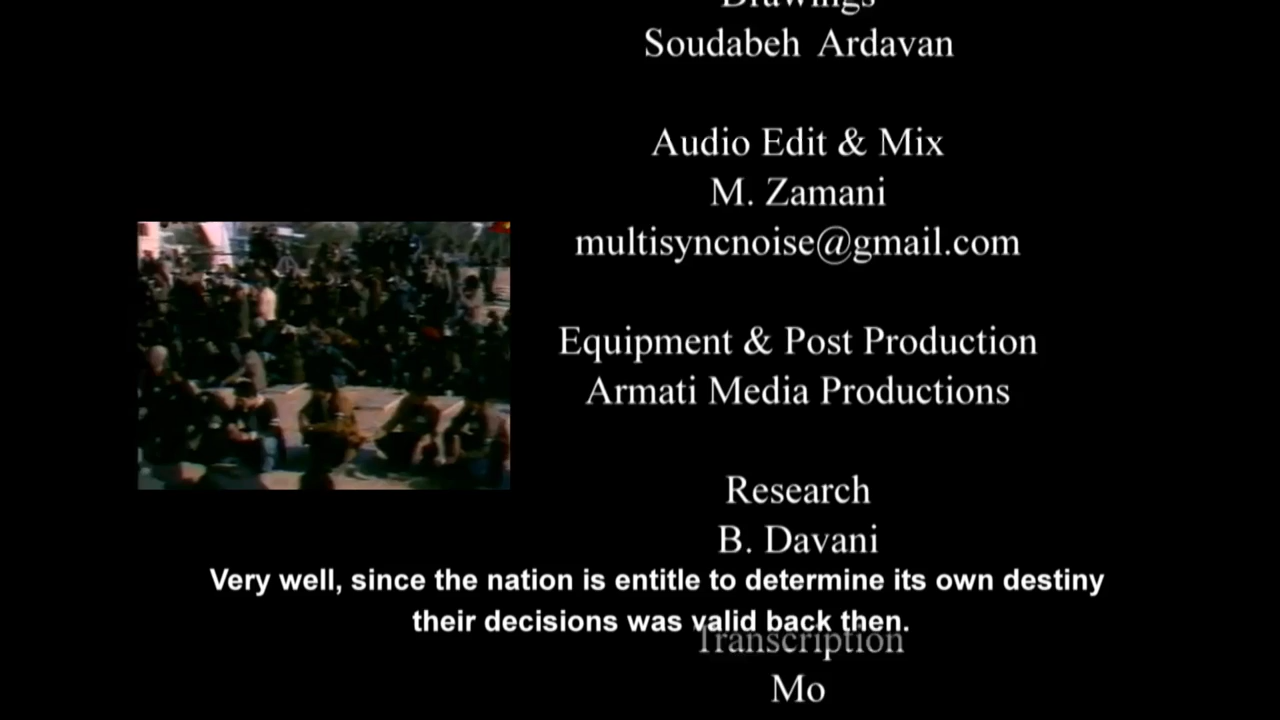 Drawings
Soudabeh Ardavan
Audio Edit & Mix
M. Zamani
multisyncnoise@gmail.com
Equipment & Post Production
Armati Media Productions
Research
B. Davani
Very well, since the nation is entitle to determine its own destiny
their decisions was valid back then.
Transcription
Mo